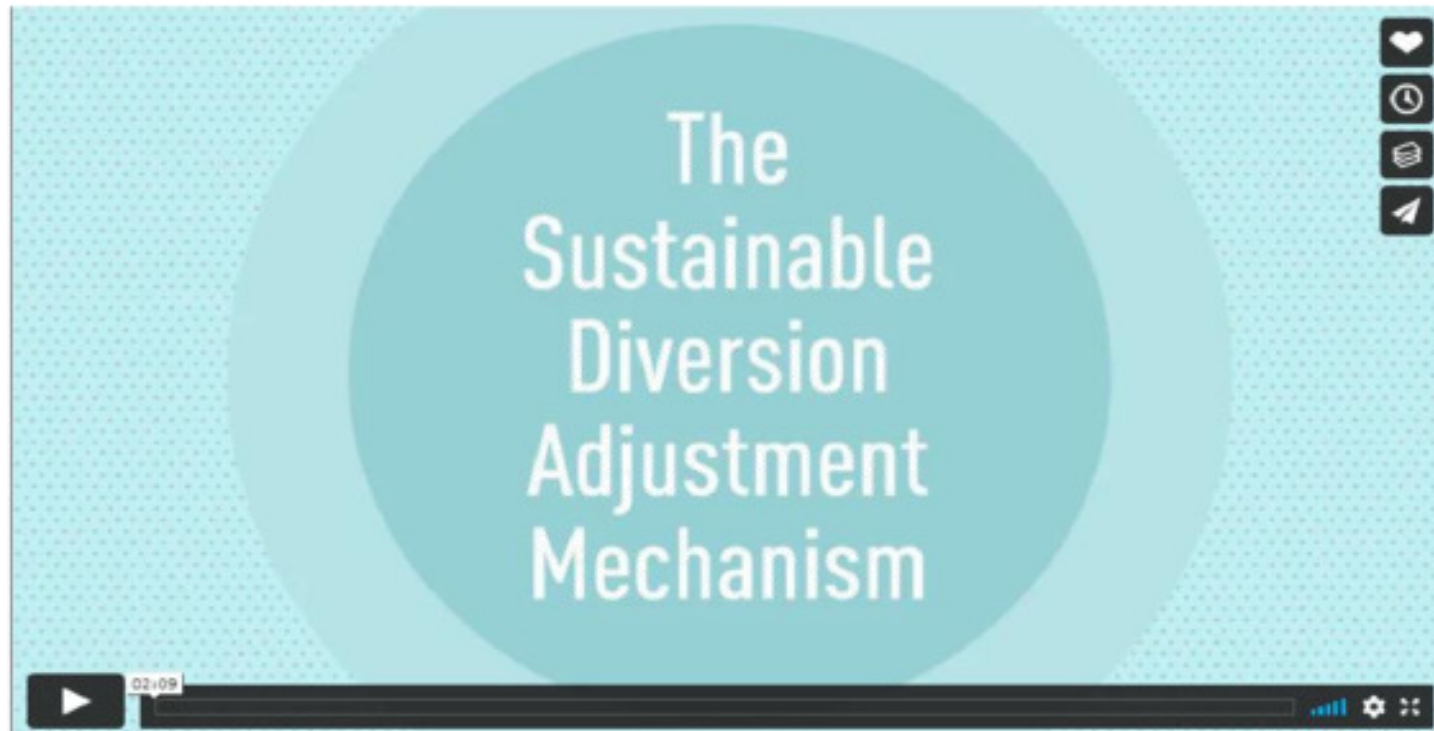 The
Sustainable
Diversion
Adjustment
Mechanism
02:09